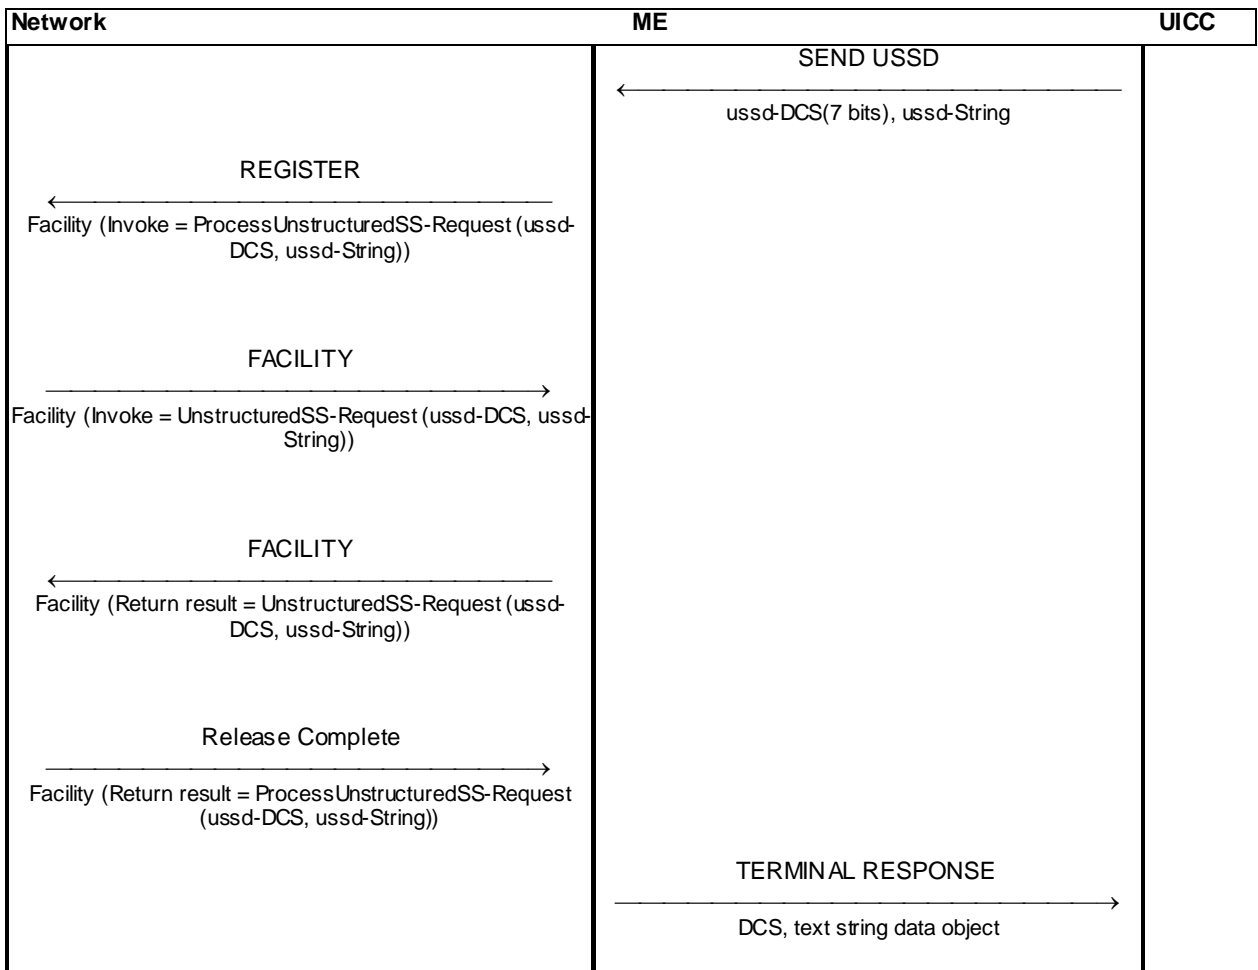 Network ME UICC
SEND USSD
ussd-DCS(7 bits), ussd-String
REGISTER
Facility (Invoke = ProcessUnstructuredSS-Request (ussd-
DCS, ussd-String))
FACILITY
Facility (Invoke = UnstructuredSS-Request (ussd-DCS, ussd-
String))
FACILITY
Facility (Return result = UnstructuredSS-Request (ussd-
DCS, ussd-String))
Release Complete
Facility (Return result = ProcessUnstructuredSS-Request
(ussd-DCS, ussd-String))
TERMINAL RESPONSE
DCS, text string data object